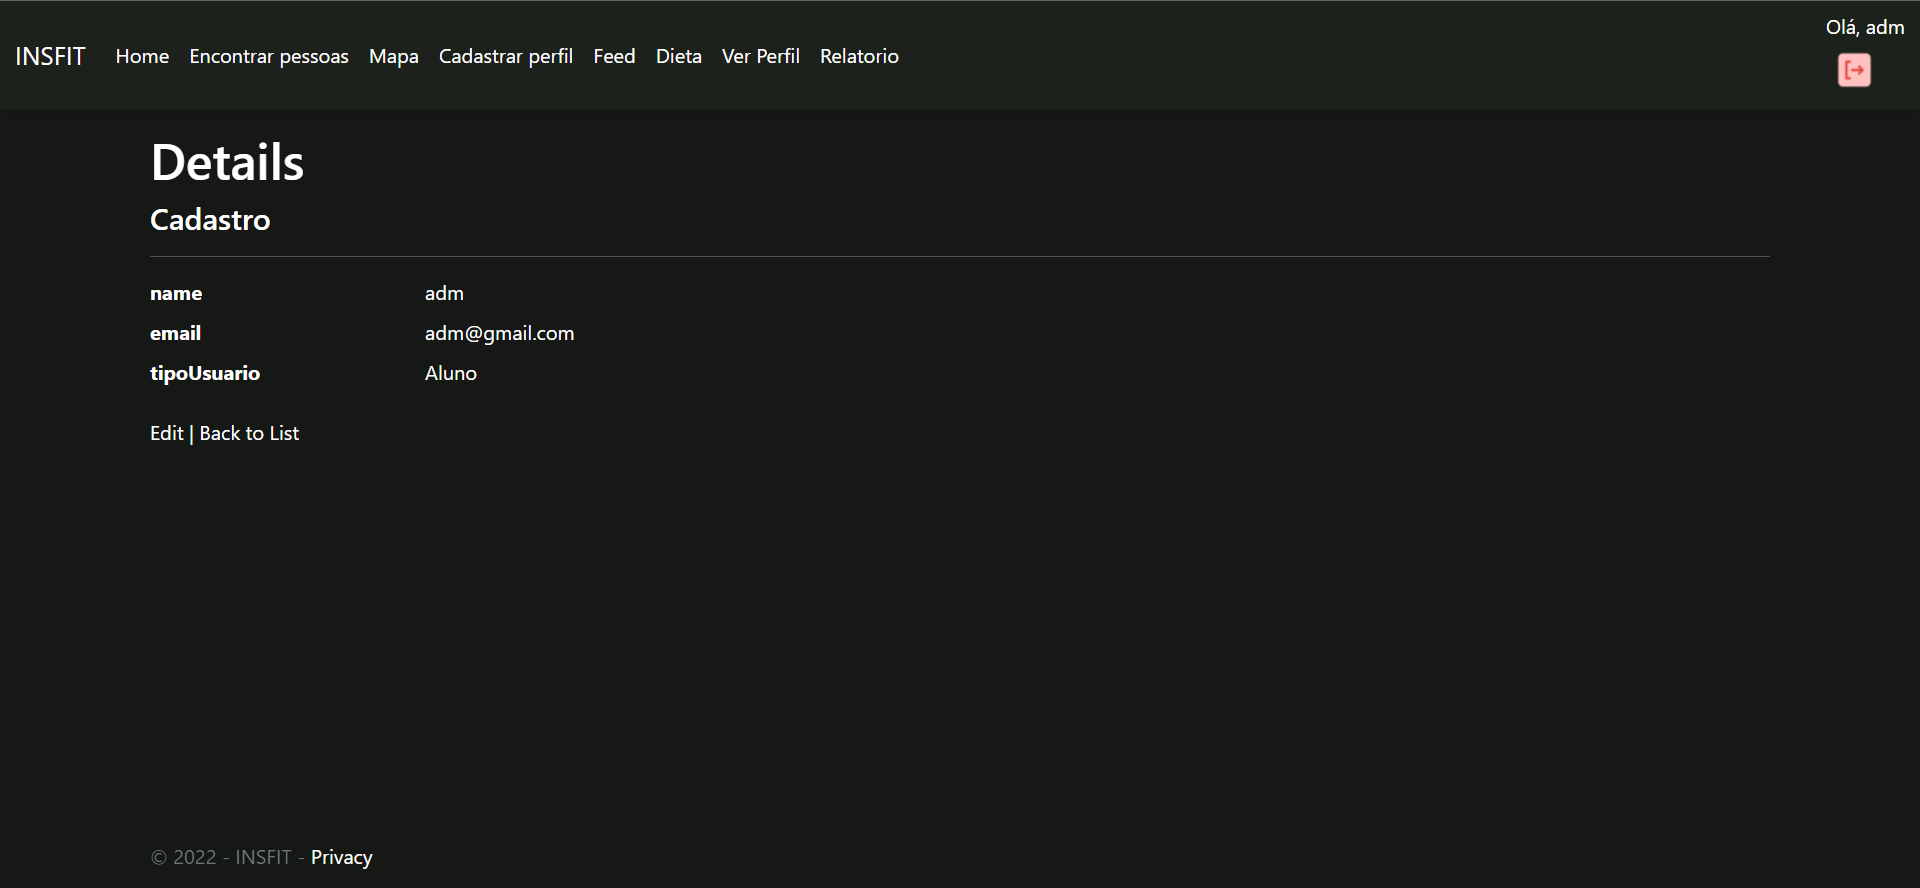 INSFIT Home Encontrar pessoas Mapa Cadastrar perfil Feed Dieta Ver Perfil Relatorio
Olá, adm
Details
Cadastro
name adm
email adm@gmail.com
tipoUsuario Aluno
Edit | Back to List
© 2022 - INSFIT - Privacy